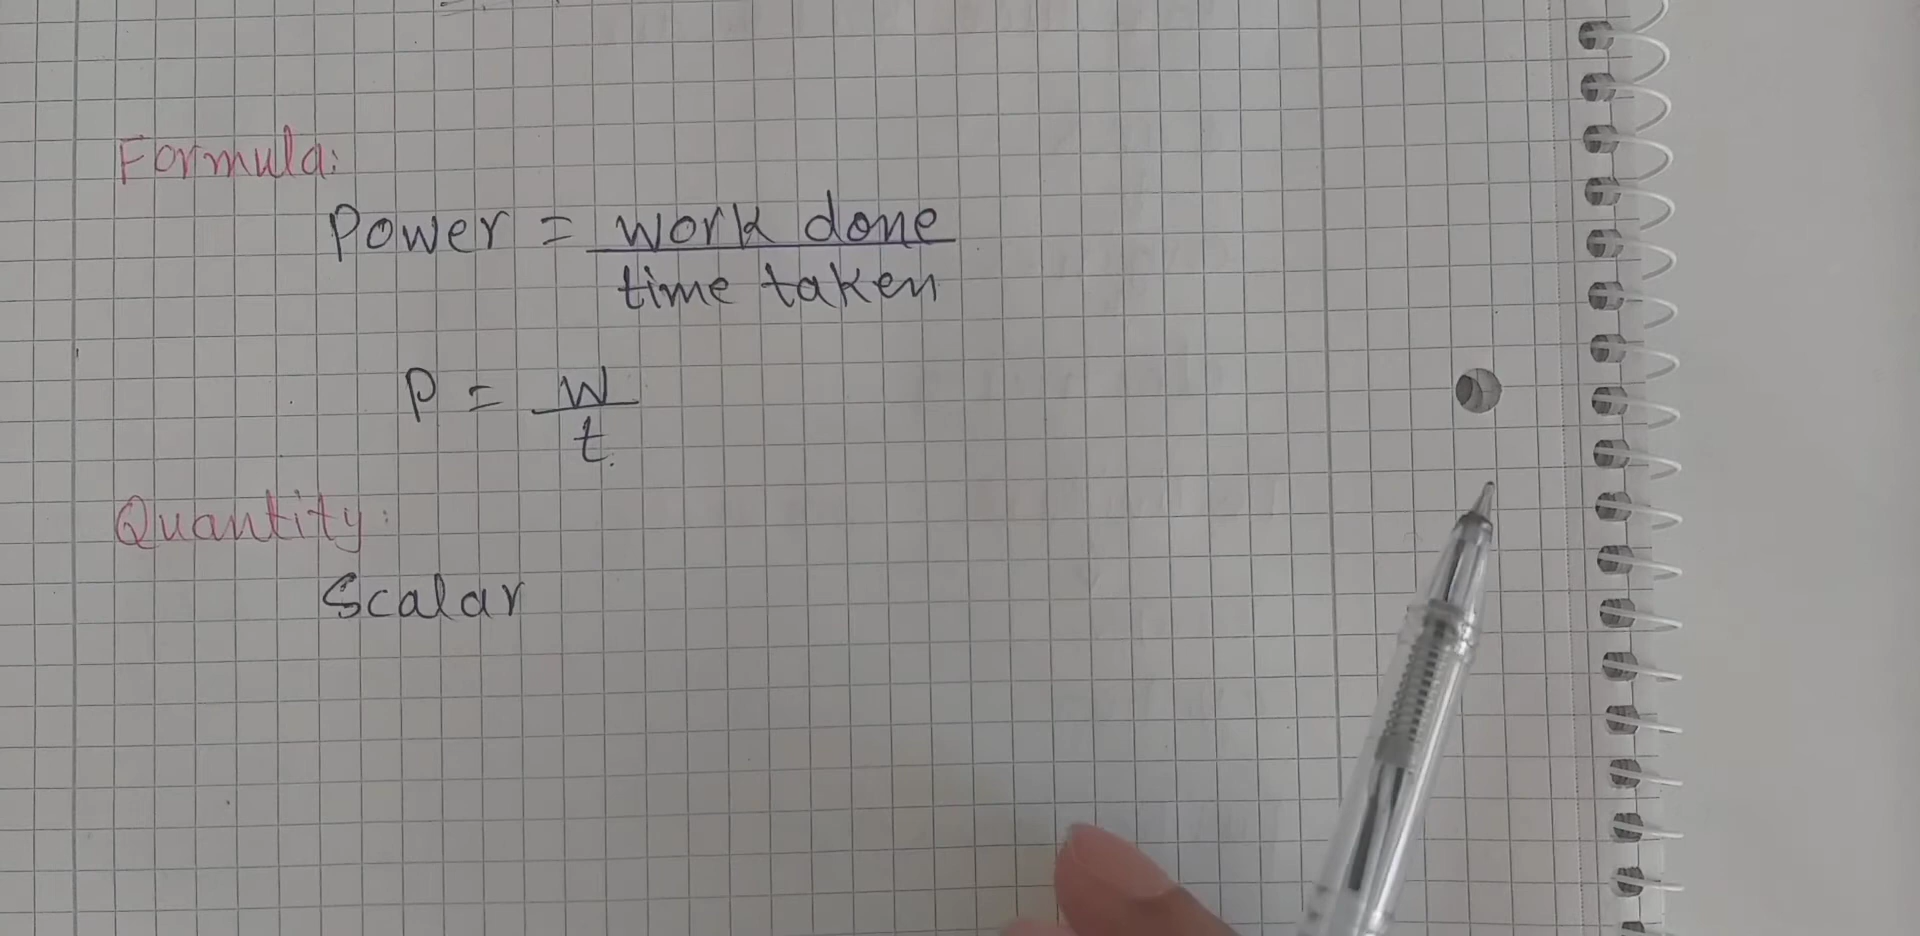 Formula:
Power = work done
time taken
P = W
t.
Quantity:
Scalar